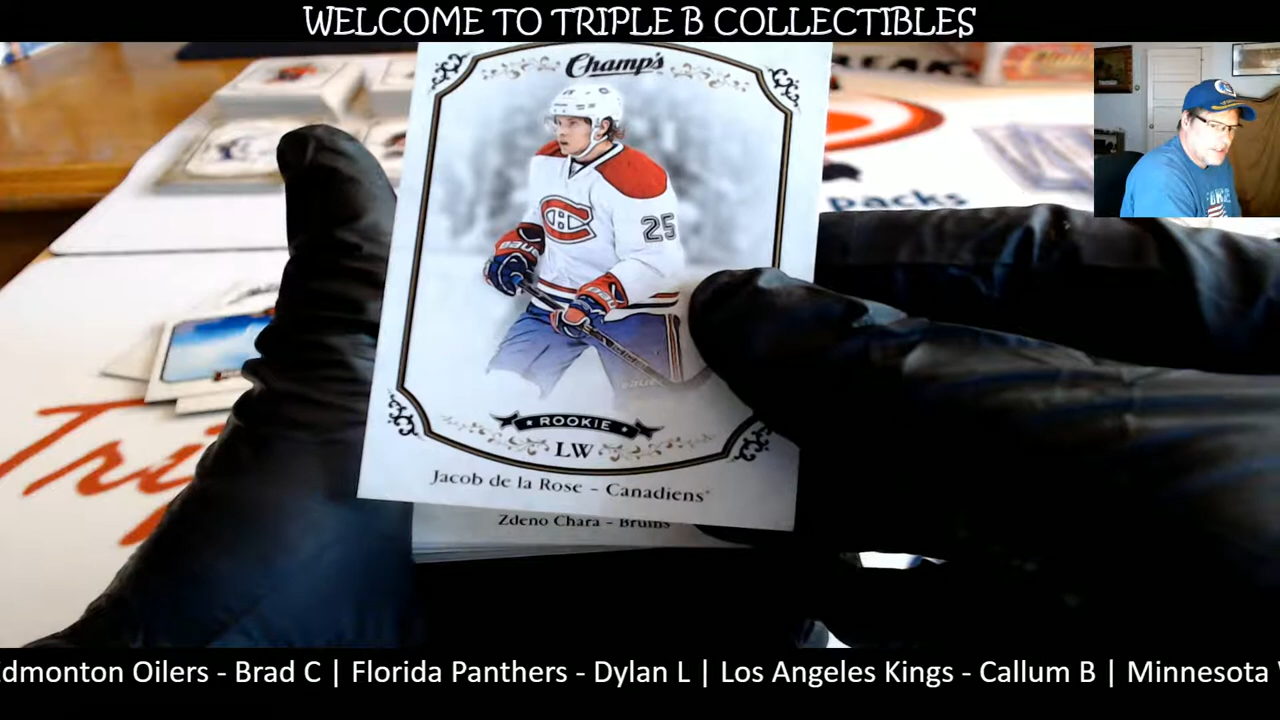 WELCOME TO TRIPLE B COLLECTIBLES
Champ's
25
packs
ROOKIE
LW
Jacob de la Rose - Canadiens
Zdeno Chara - Bruins
Edmonton Oilers - Brad C | Florida Panthers - Dylan L | Los Angeles Kings - Callum B | Minnesota